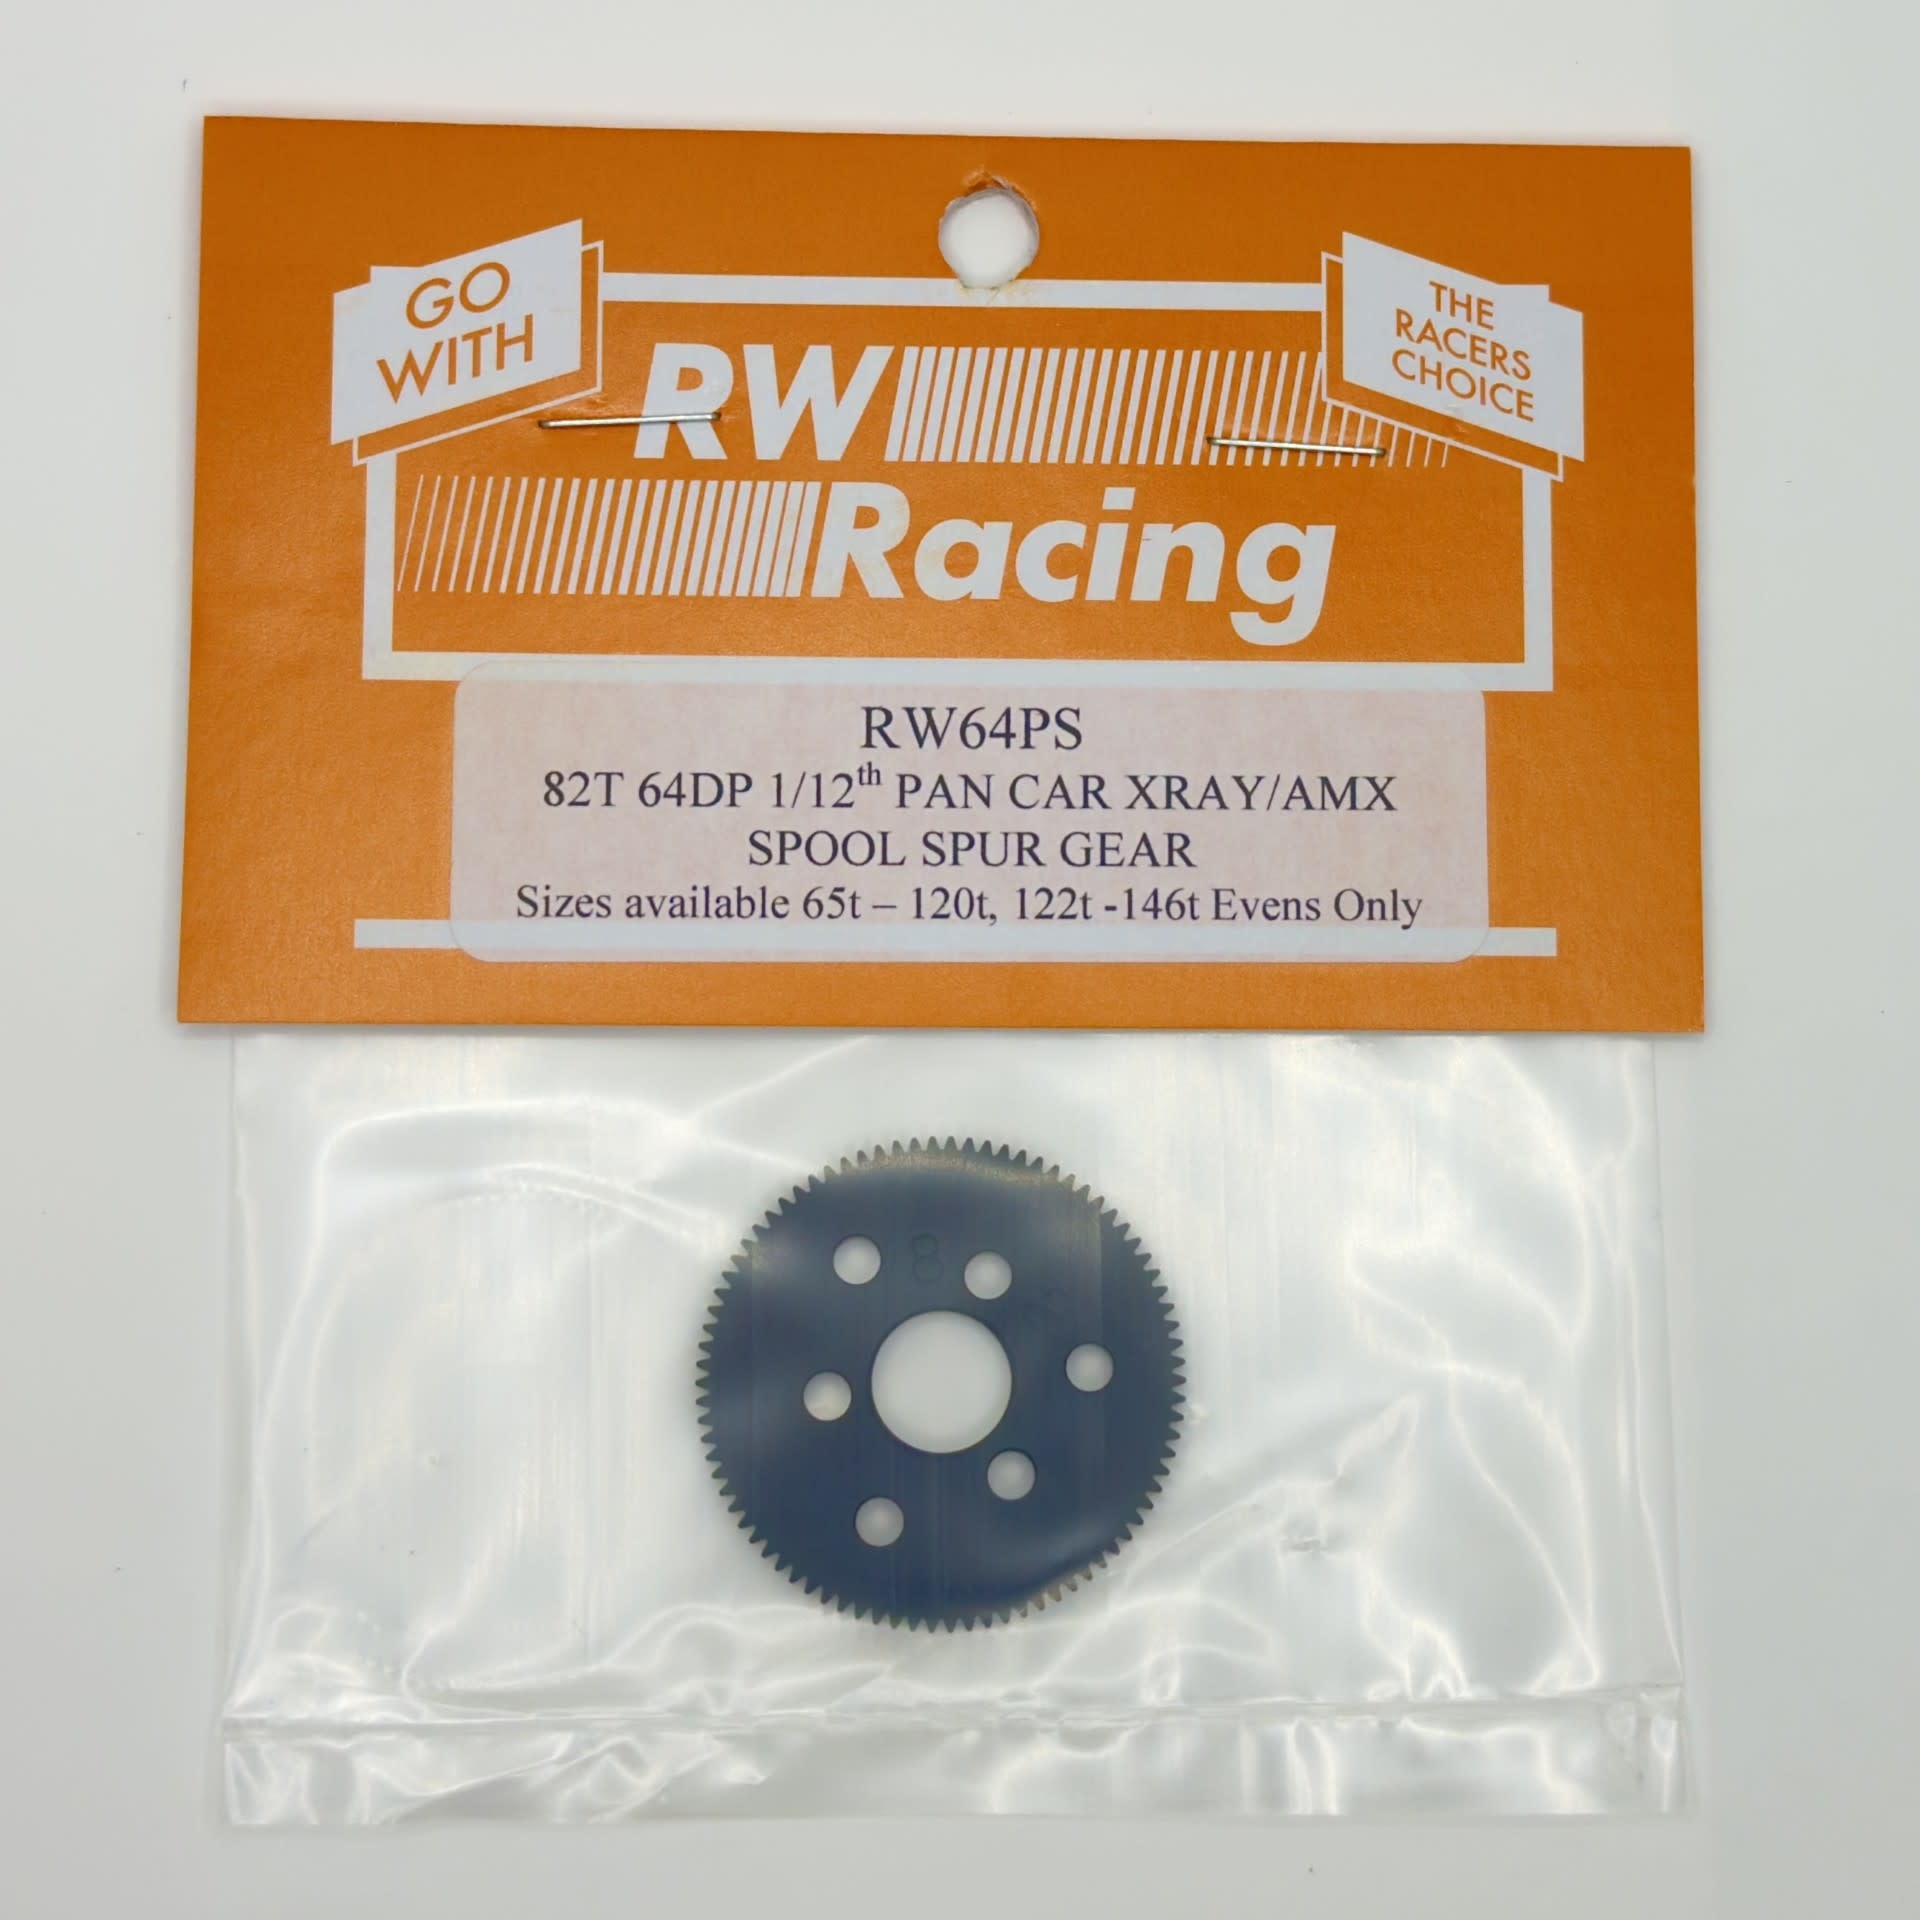 GO
WITH
THE
RACERS
CHOICE
RW
Racing
RW64PS
82T 64DP 1/12th PAN CAR XRAY/AMX
SPOOL SPUR GEAR
Sizes available 65t – 120t, 122t -146t Evens Only
8